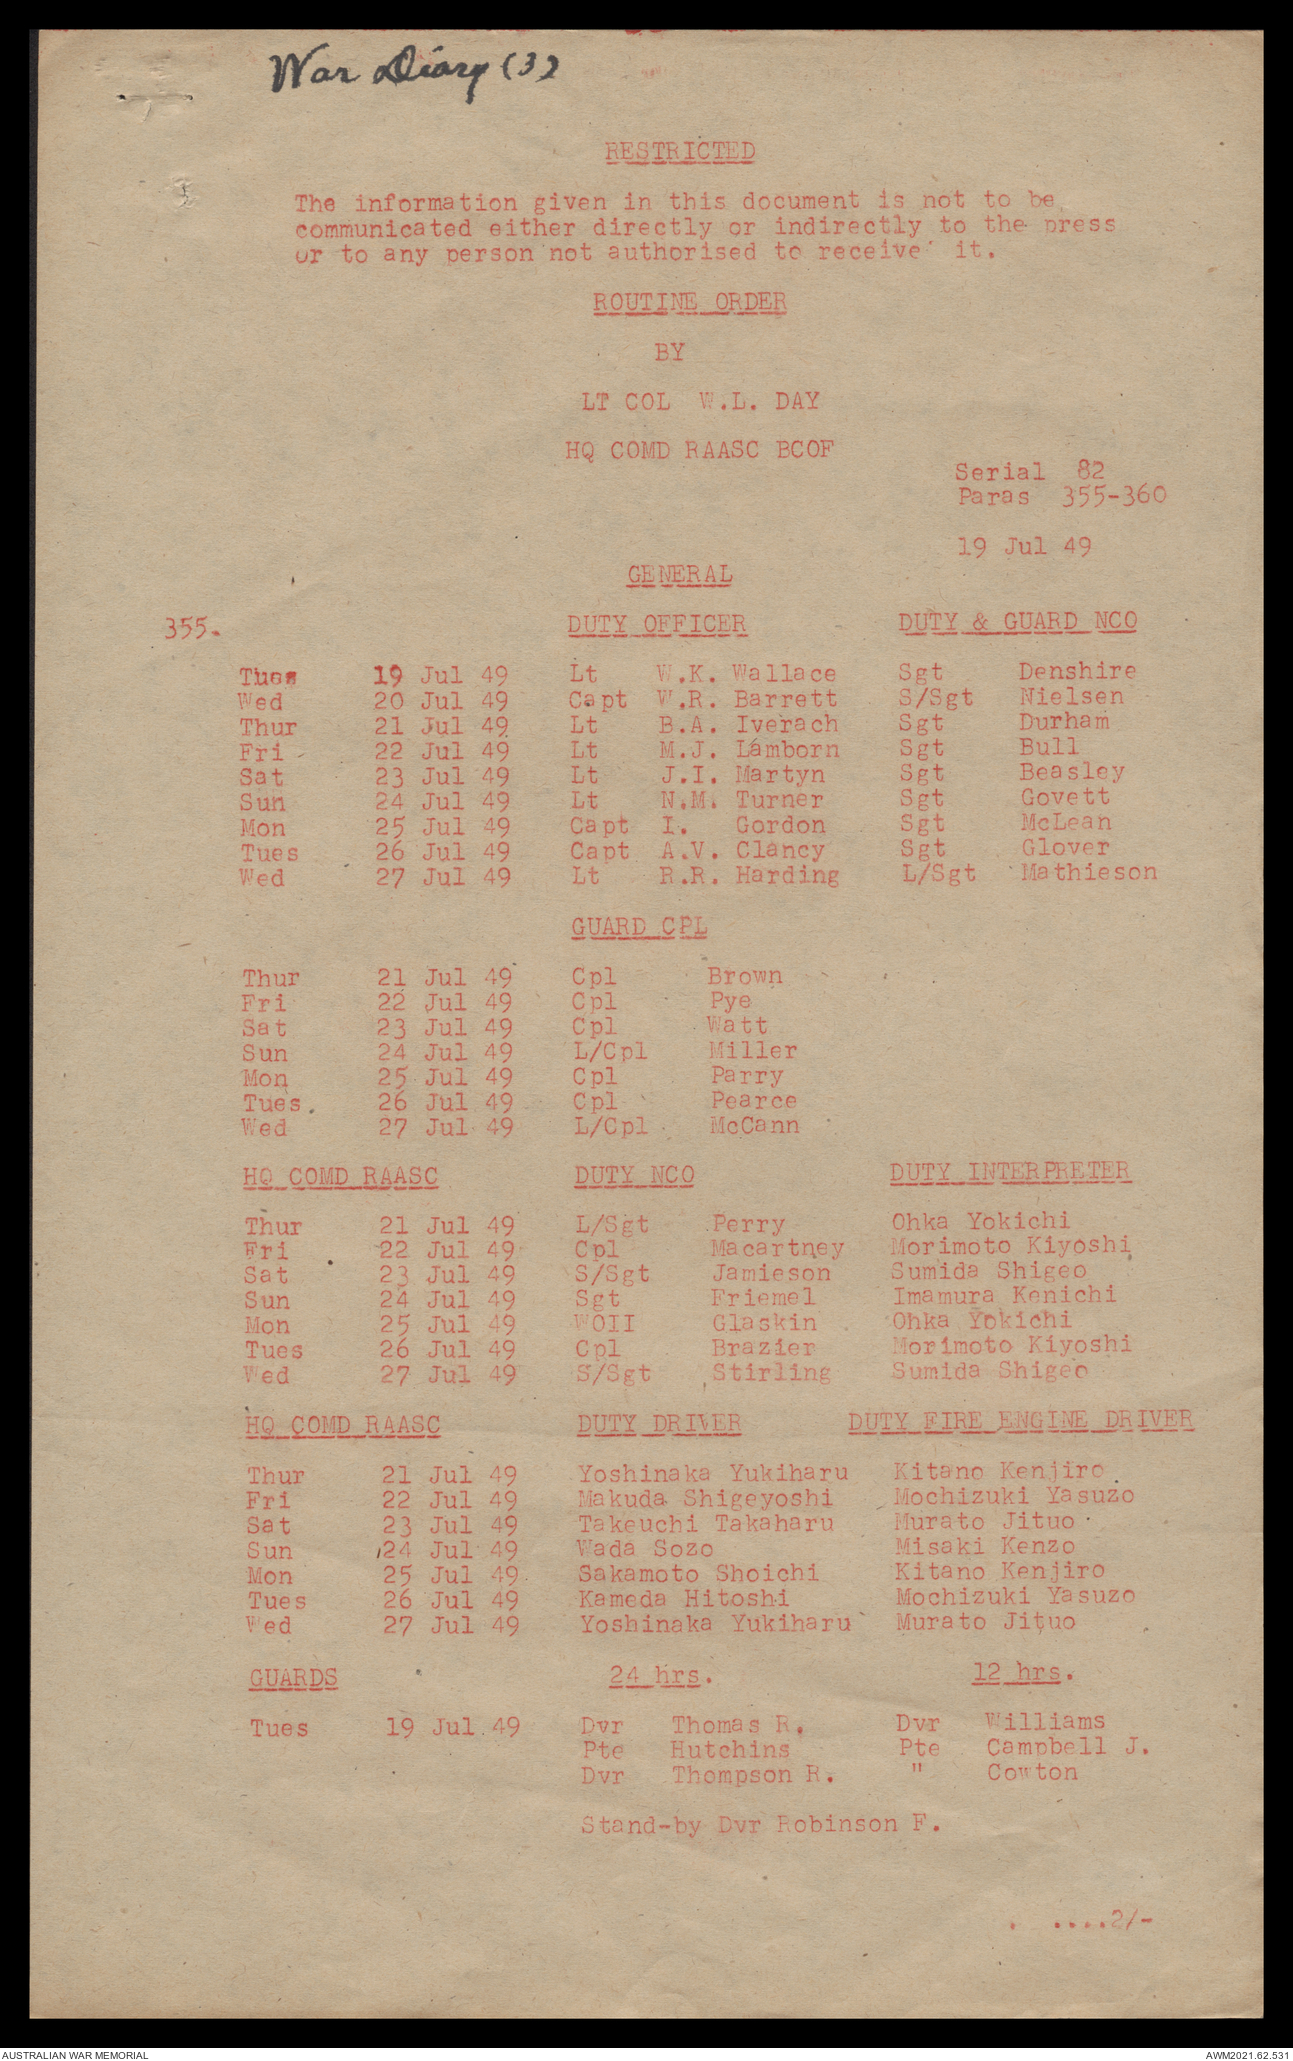 War Diary (3)
RESTRICTED
The information given in this document is not to be
communicated either directly or indirectly to the press
or to any person not authorised to receive it.
ROUTINE ORDER
BY
LT COL W.L. DAY
HQ COMD RAASC BCOF
Serial 82
Paras 355-360
19 Jul 49
GENERAL
355. DUTY OFFICER DUTY & GUARD NCO
Tues 19 Jul 49 Lt W.K. Wallace Sgt Denshire
Wed 20 Jul 49 Capt W.R. Barrett S/Sgt Nielsen
Thur 21 Jul 49 Lt B.A. Iverach Sgt Durham
Fri 22 Jul 49 Lt M.J. Lamborn Sgt Bull
Sat 23 Jul 49 Lt J.I. Martyn Sgt Beasley
Sun 24 Jul 49 Lt N.M. Turner Sgt Govett
Mon 25 Jul 49 Capt I. Gordon Sgt McLean
Tues 26 Jul 49 Capt A.V. Clancy Sgt Glover
Wed 27 Jul 49 Lt R.R. Harding L/Sgt Mathieson
GUARD CPL
Thur 21 Jul 49 Cpl Brown
Fri 22 Jul 49 Cpl Pye
Sat 23 Jul 49 Cpl Watt
Sun 24 Jul 49 L/Cpl Miller
Mon 25 Jul 49 Cpl Parry
Tues. 26 Jul 49 Cpl Pearce
Wed 27 Jul 49 L/Cpl McCann
HQ COMD RAASC DUTY NCO DUTY INTERPRETER
Thur 21 Jul 49 L/Sgt Perry Ohka Yokichi
Fri 22 Jul 49 Cpl Macartney Morimoto Kiyoshi
Sat 23 Jul 49 S/Sgt Jamieson Sumida Shigeo
Sun 24 Jul 49 Sgt Friemel Imamura Kenichi
Mon 25 Jul 49 WOII Glaskin Ohka Yokichi
Tues 26 Jul 49 Cpl Brazier Morimoto Kiyoshi
Wed 27 Jul 49 S/Sgt Stirling Sumida Shigeo
HQ COMD RAASC DUTY DRIVER DUTY FIRE ENGINE DRIVER
Thur 21 Jul 49 Yoshinaka Yukiharu Kitano Kenjiro
Fri 22 Jul 49 Makuda Shigeyoshi Mochizuki Yasuzo
Sat 23 Jul 49 Takeuchi Takaharu Murato Jituo
Sun 24 Jul 49 Wada Sozo Misaki Kenzo
Mon 25 Jul 49 Sakamoto Shoichi Kitano Kenjiro
Tues 26 Jul 49 Kameda Hitoshi Mochizuki Yasuzo
Wed 27 Jul 49 Yoshinaka Yukiharu Murato Jituo
GUARDS 24 hrs. 12 hrs.
Tues 19 Jul 49 Dvr Thomas R. Dvr Williams
Pte Hutchins Pte Campbell J.
Dvr Thompson R. " Cowton
Stand-by Dvr Robinson F.
. ....2/-
AUSTRALIAN WAR MEMORIAL AWM2021.62.531